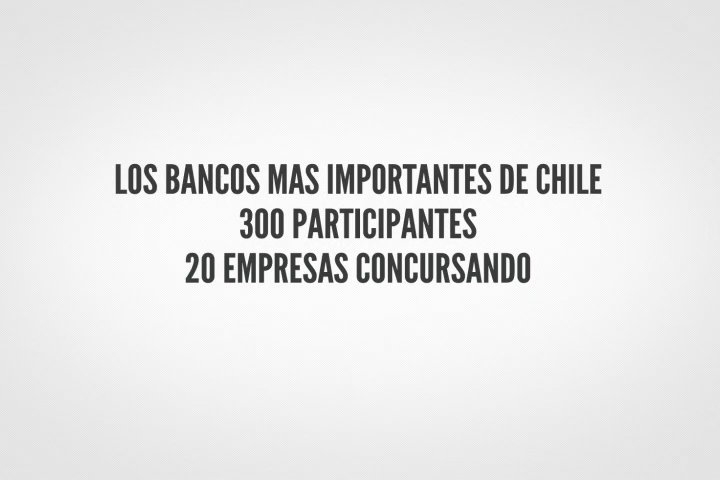 LOS BANCOS MAS IMPORTANTES DE CHILE
300 PARTICIPANTES
20 EMPRESAS CONCURSANDO